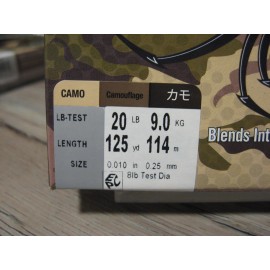 CAMO Camouflage カモ
LB-TEST 20 LB 9.0 KG
LENGTH 125 yd 114 m
SIZE 0.010 in 0.25 mm
8lb Test Dia
Blends Int